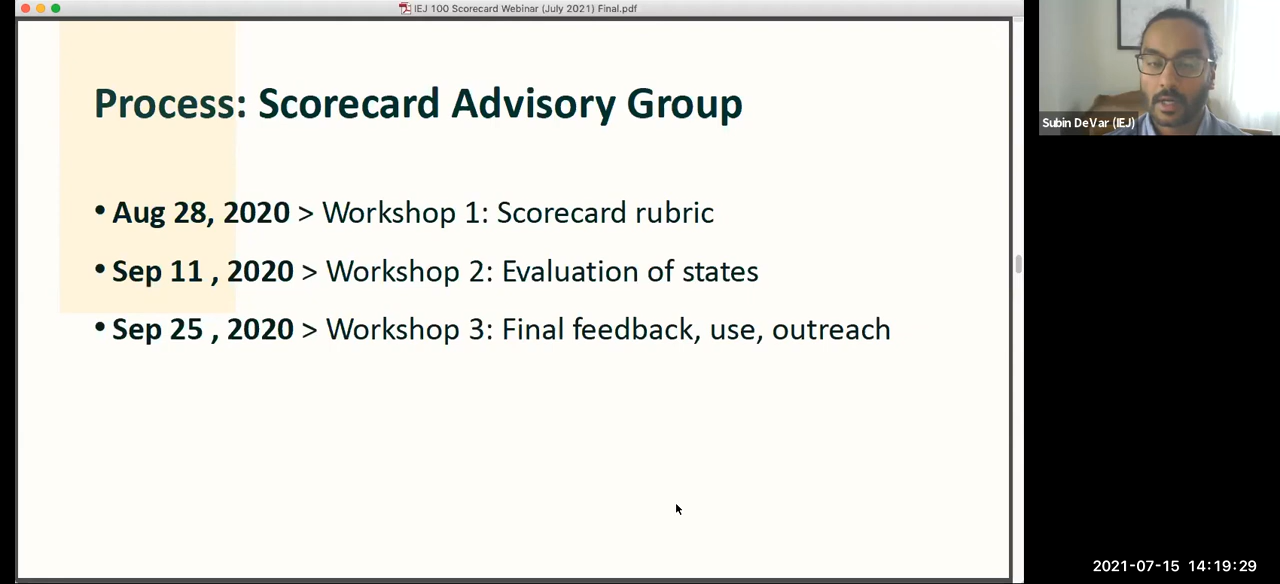 IEJ 100 Scorecard Webinar (July 2021) Final.pdf
Process: Scorecard Advisory Group
• Aug 28, 2020 > Workshop 1: Scorecard rubric
• Sep 11 , 2020 > Workshop 2: Evaluation of states
• Sep 25 , 2020 > Workshop 3: Final feedback, use, outreach
Subin DeVar (IEJ)
2021-07-15 14:19:29